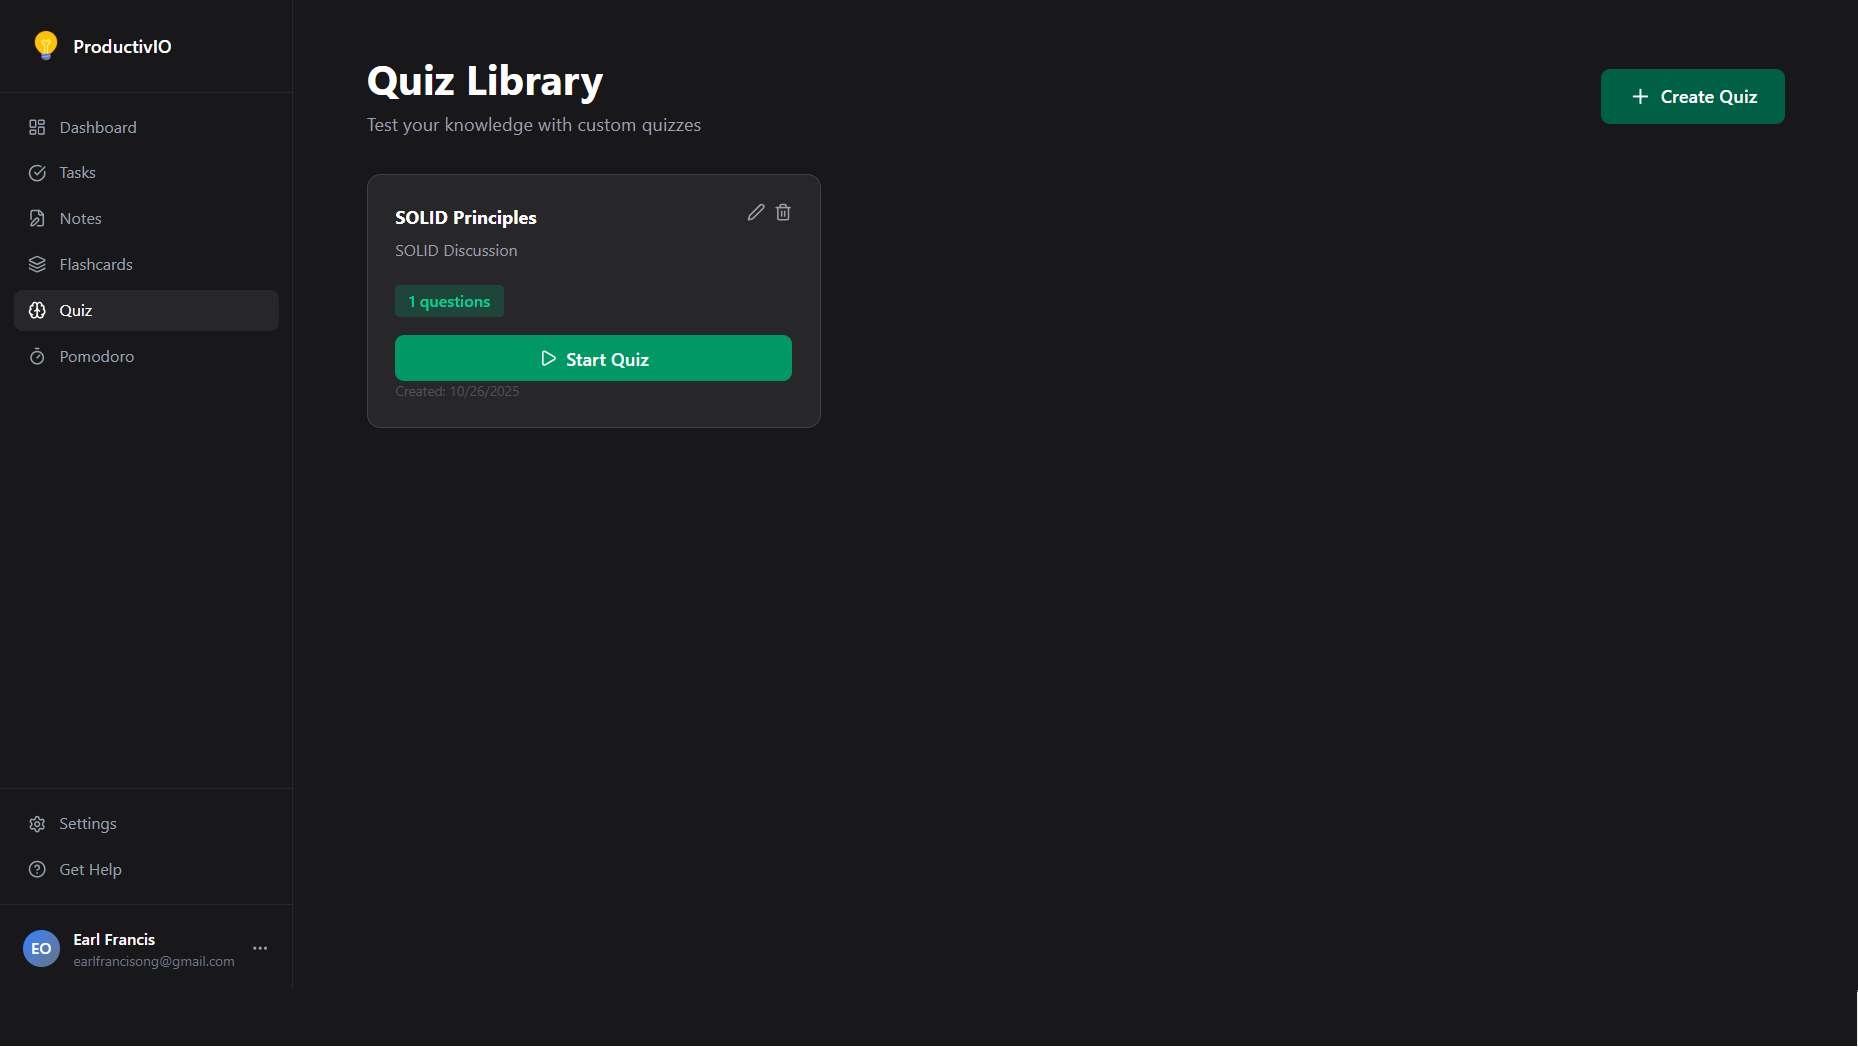 ProductivIO
Dashboard
Tasks
Notes
Flashcards
Quiz
Pomodoro
Settings
Get Help
EO
Earl Francis
earlfrancisong@gmail.com
Quiz Library
Test your knowledge with custom quizzes
Create Quiz
SOLID Principles
SOLID Discussion
1 questions
Start Quiz
Created: 10/26/2025